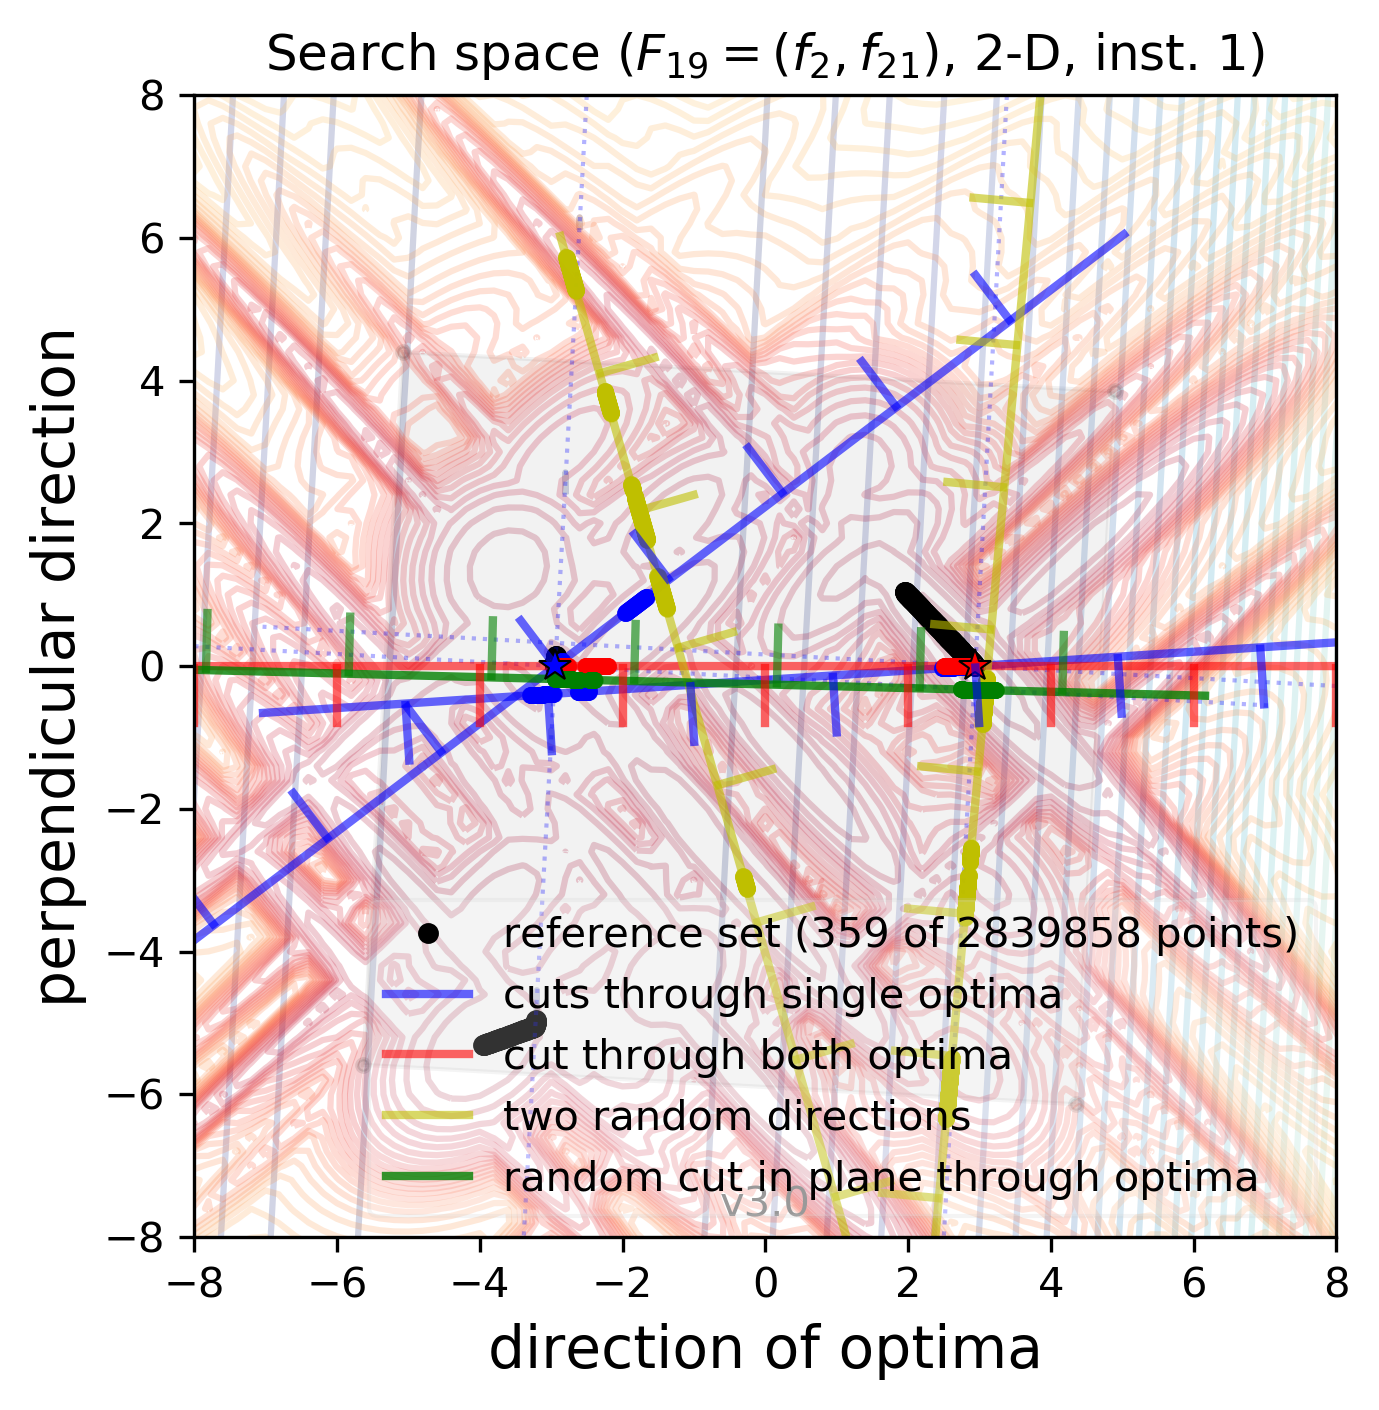 Search space (F₁₉ = (f₂, f₂₁), 2-D, inst. 1)
perpendicular direction
8
6
4
2
0
−2
−4
−6
−8
reference set (359 of 2839858 points)
cuts through single optima
cut through both optima
two random directions
random cut in plane through optima
v3.0
−8 −6 −4 −2 0 2 4 6 8
direction of optima